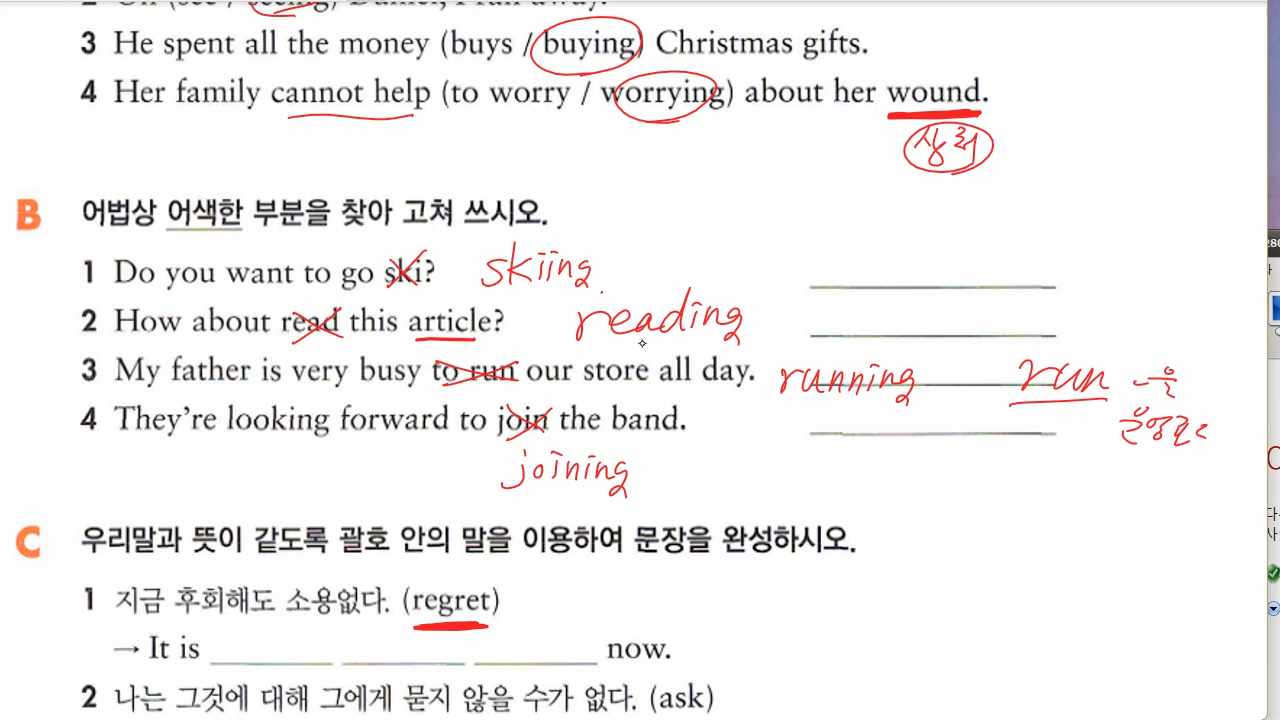 3 He spent all the money (buys / buying) Christmas gifts.
4 Her family cannot help (to worry / worrying) about her wound.
B 어법상 어색한 부분을 찾아 고쳐 쓰시오.
1 Do you want to go ski? skiing
2 How about read this article? reading
3 My father is very busy to run our store all day. running run ~을
4 They're looking forward to join the band.
joining
C 우리말과 뜻이 같도록 괄호 안의 말을 이용하여 문장을 완성하시오.
1 지금 후회해도 소용없다. (regret)
→ It is now.
2 나는 그것에 대해 그에게 묻지 않을 수가 없다. (ask)